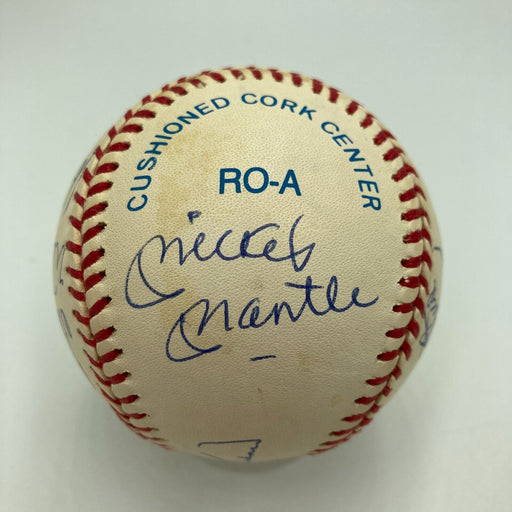 CUSHIONED CORK CENTER
RO-A
Mickey
Mantle